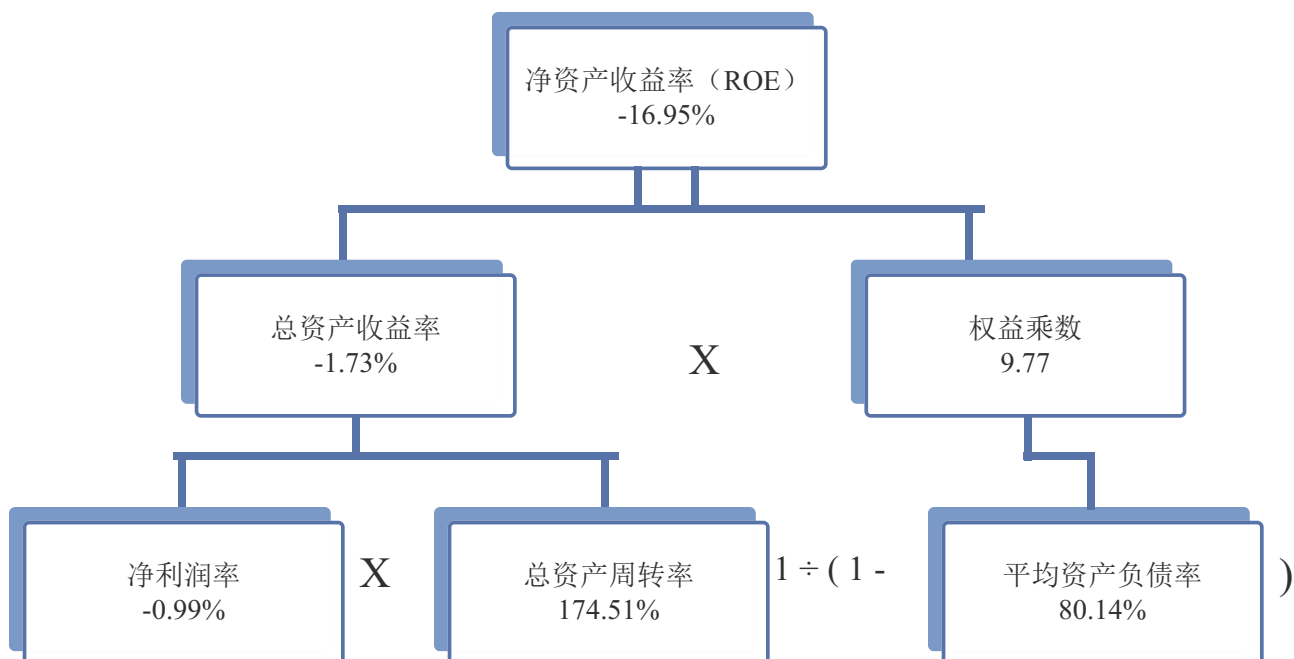 净资产收益率（ROE）
-16.95%
总资产收益率
-1.73%
X
权益乘数
9.77
净利润率
-0.99%
X
总资产周转率
174.51%
1 ÷ ( 1 -
平均资产负债率
80.14%
)